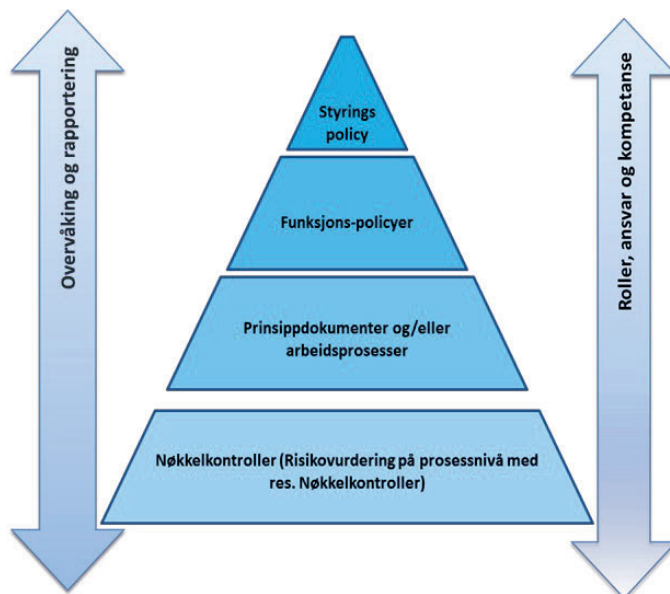 Overvåking og rapportering
Styrings
policy
Funksjons-policyer
Prinsippdokumenter og/eller
arbeidsprosesser
Nøkkelkontroller (Risikovurdering på prosessnivå med
res. Nøkkelkontroller)
Roller, ansvar og kompetanse